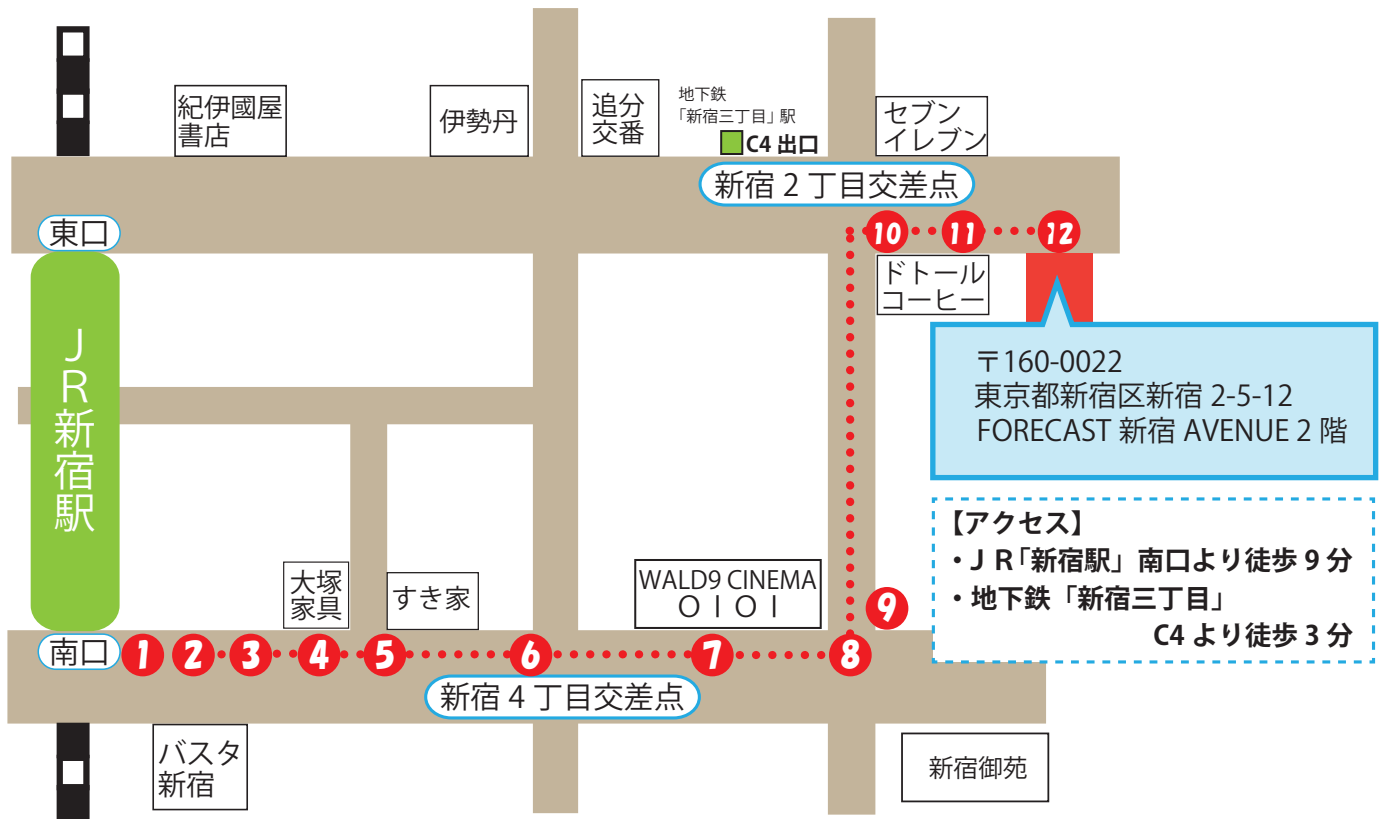 紀伊國屋
書店
伊勢丹
追分
交番
地下鉄
「新宿三丁目」駅
C4 出口
セブン
イレブン
新宿 2 丁目交差点
東口
10
11
12
ドトール
コーヒー
JR新宿駅
〒160-0022
東京都新宿区新宿 2-5-12
FORECAST 新宿 AVENUE 2 階
【アクセス】
・JR「新宿駅」南口より徒歩 9 分
・地下鉄「新宿三丁目」
C4 より徒歩 3 分
大塚
家具
すき家
WALD9 CINEMA
O I O I
9
南口
1
2
3
4
5
6
7
8
新宿 4 丁目交差点
バスタ
新宿
新宿御苑